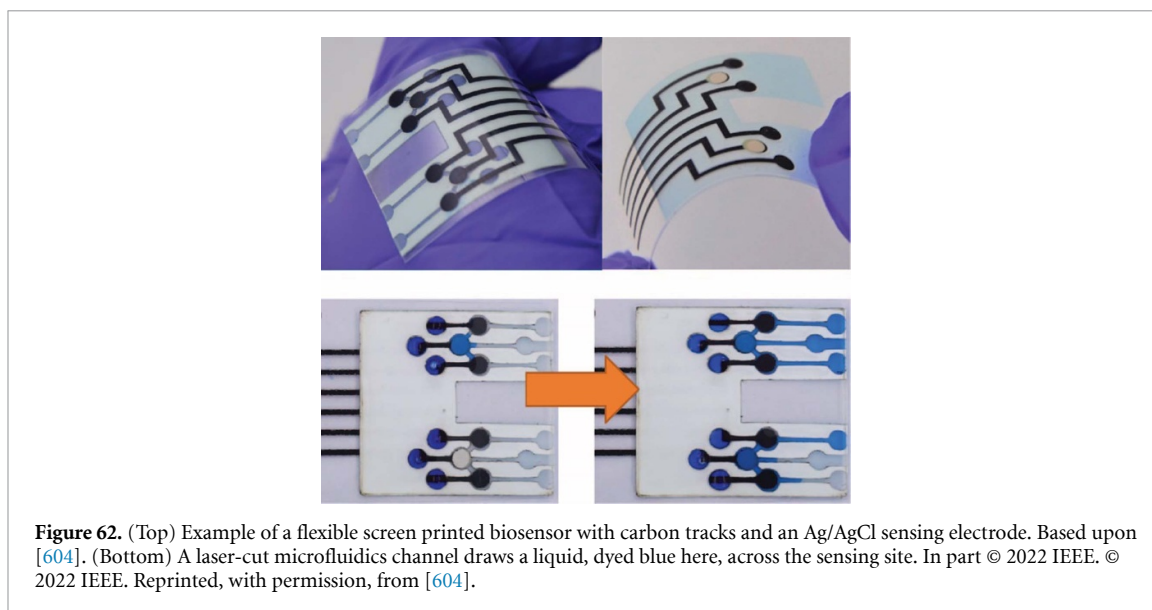 Figure 62. (Top) Example of a flexible screen printed biosensor with carbon tracks and an Ag/AgCl sensing electrode. Based upon
[604]. (Bottom) A laser-cut microfluidics channel draws a liquid, dyed blue here, across the sensing site. In part © 2022 IEEE. ©
2022 IEEE. Reprinted, with permission, from [604].